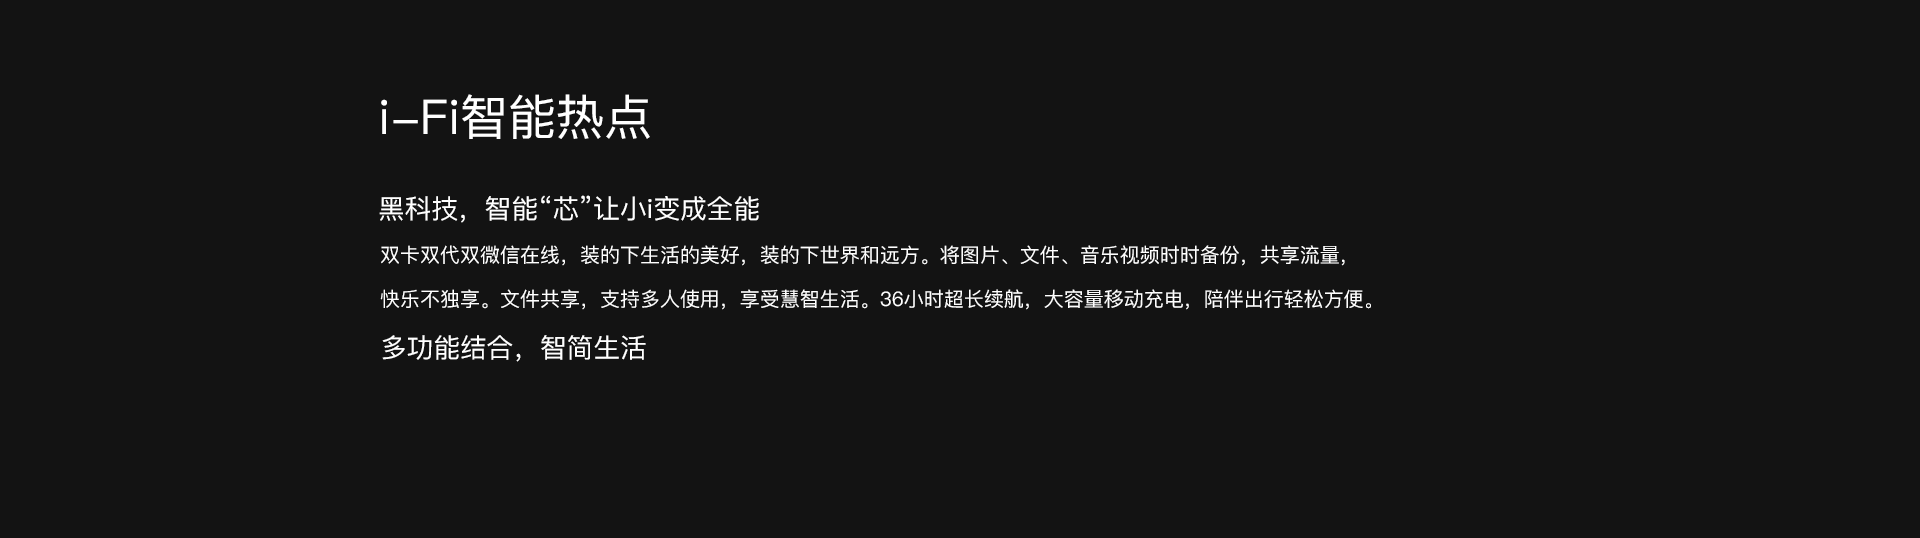 i-Fi智能热点
黑科技，智能“芯”让小i变成全能
双卡双代双微信在线，装的下生活的美好，装的下世界和远方。将图片、文件、音乐视频时时备份，共享流量，
快乐不独享。文件共享，支持多人使用，享受慧智生活。36小时超长续航，大容量移动充电，陪伴出行轻松方便。
多功能结合，智简生活